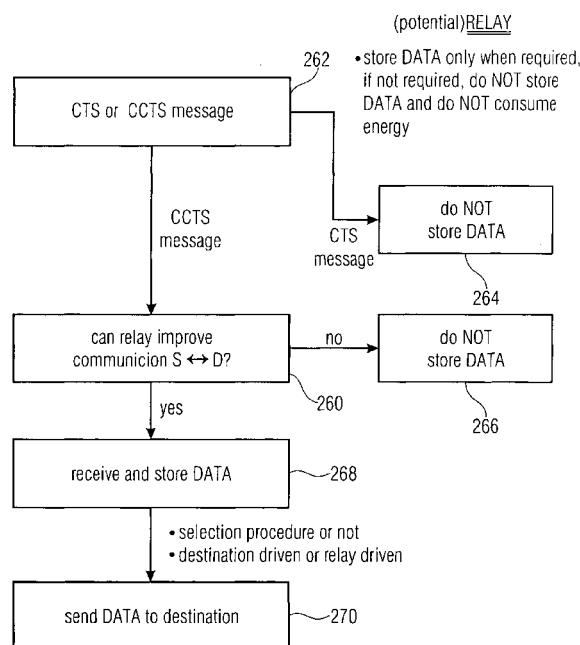 (potential)RELAY
• store DATA only when required,
if not required, do NOT store
DATA and do NOT consume
energy
262
CTS or CCTS message
CCTS
message
CTS
message
do NOT
store DATA
264
can relay improve
communicion S ↔ D?
no
do NOT
store DATA
260
266
yes
receive and store DATA
268
• selection procedure or not
• destination driven or relay driven
send DATA to destination
270